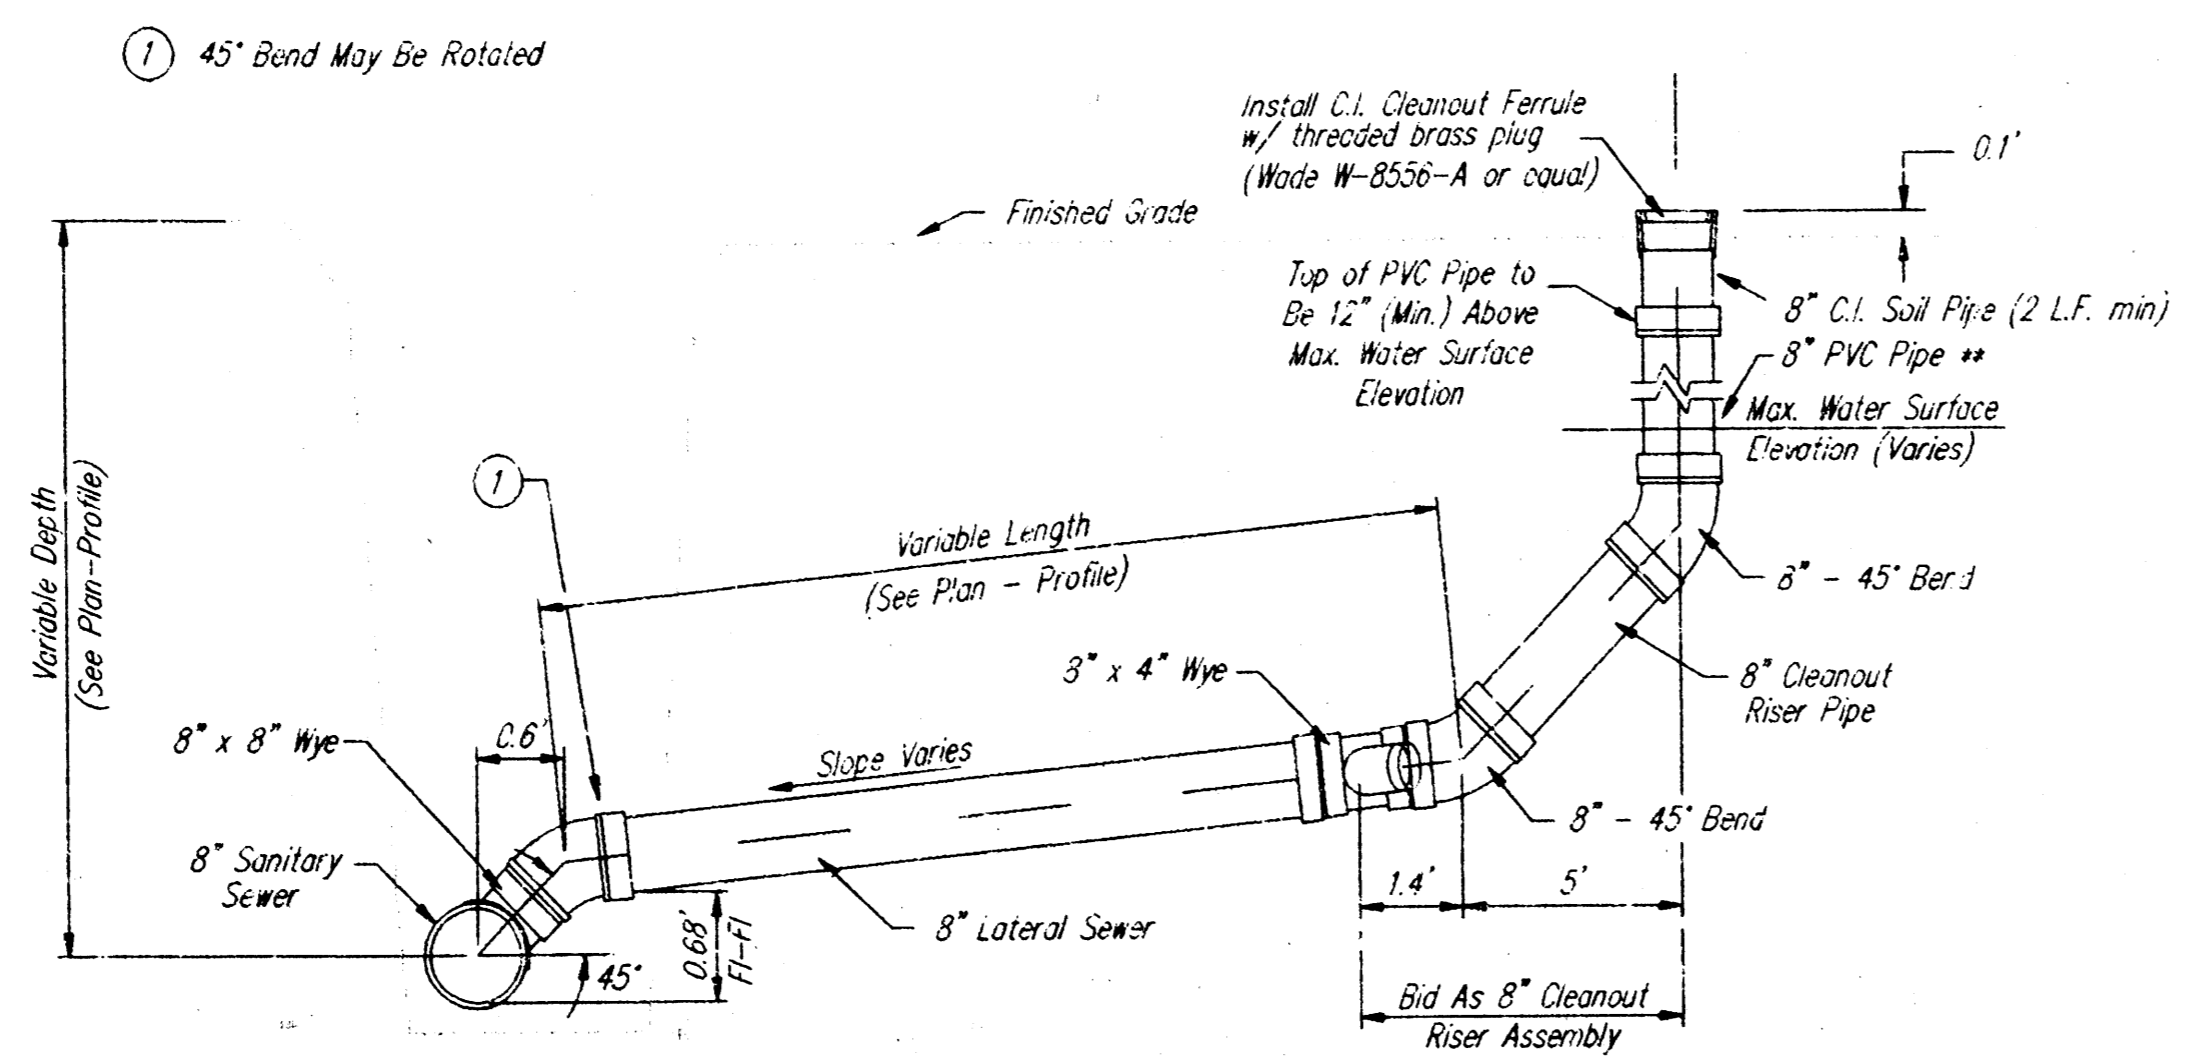 1 45° Bend May Be Rotated
Install C.I. Cleanout Ferrule
w/ threaded brass plug
(Wade W-8556-A or equal)
0.1'
Finished Grade
Top of PVC Pipe to
Be 12" (Min.) Above
Max. Water Surface
Elevation
8" C.I. Soil Pipe (2 L.F. min)
8" PVC Pipe **
Max. Water Surface
Elevation (Varies)
Variable Depth
(See Plan-Profile)
1
Variable Length
(See Plan - Profile)
8" - 45° Bend
8" x 4" Wye
8" Cleanout
Riser Pipe
8" x 8" Wye
0.6'
Slope Varies
8" - 45° Bend
8" Sanitary
Sewer
1.4'
5'
8" Lateral Sewer
0.68'
Fl-Fl
45°
Bid As 8" Cleanout
Riser Assembly